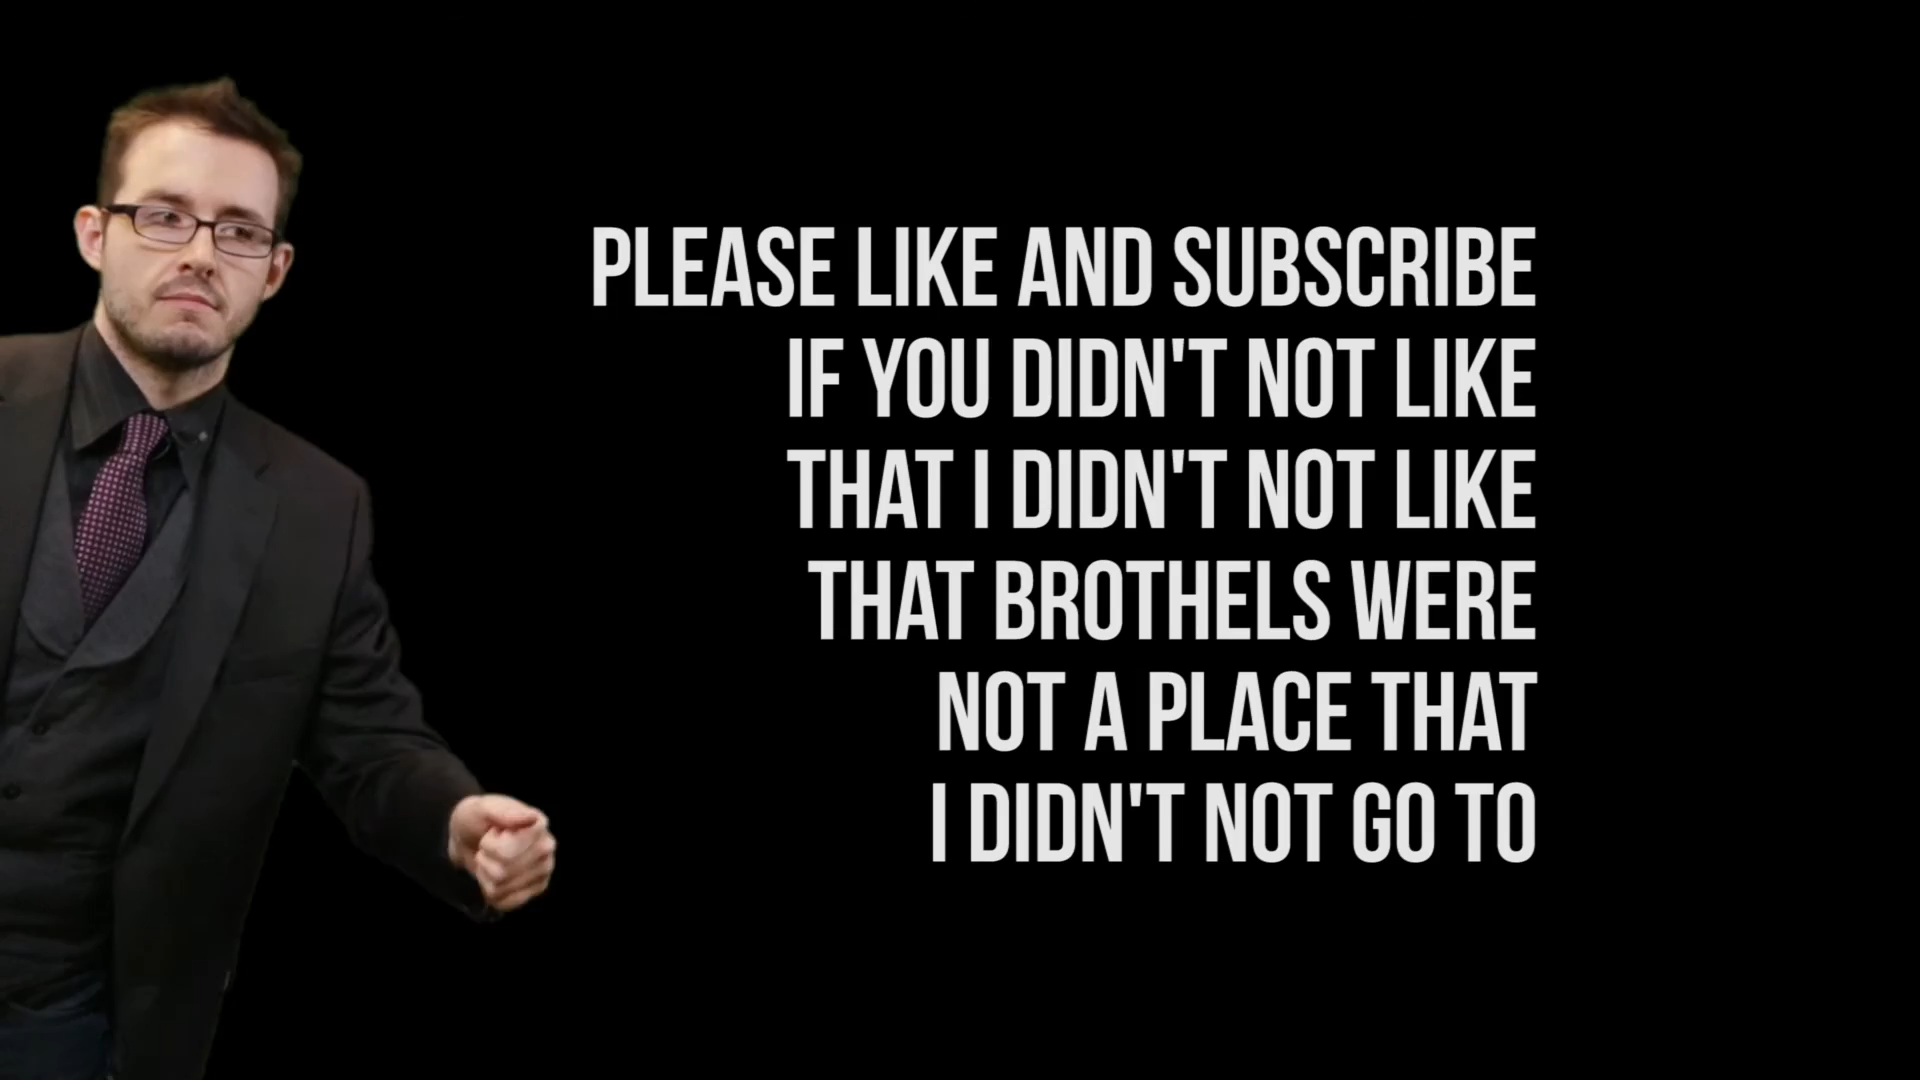 PLEASE LIKE AND SUBSCRIBE
IF YOU DIDN'T NOT LIKE
THAT I DIDN'T NOT LIKE
THAT BROTHELS WERE
NOT A PLACE THAT
I DIDN'T NOT GO TO